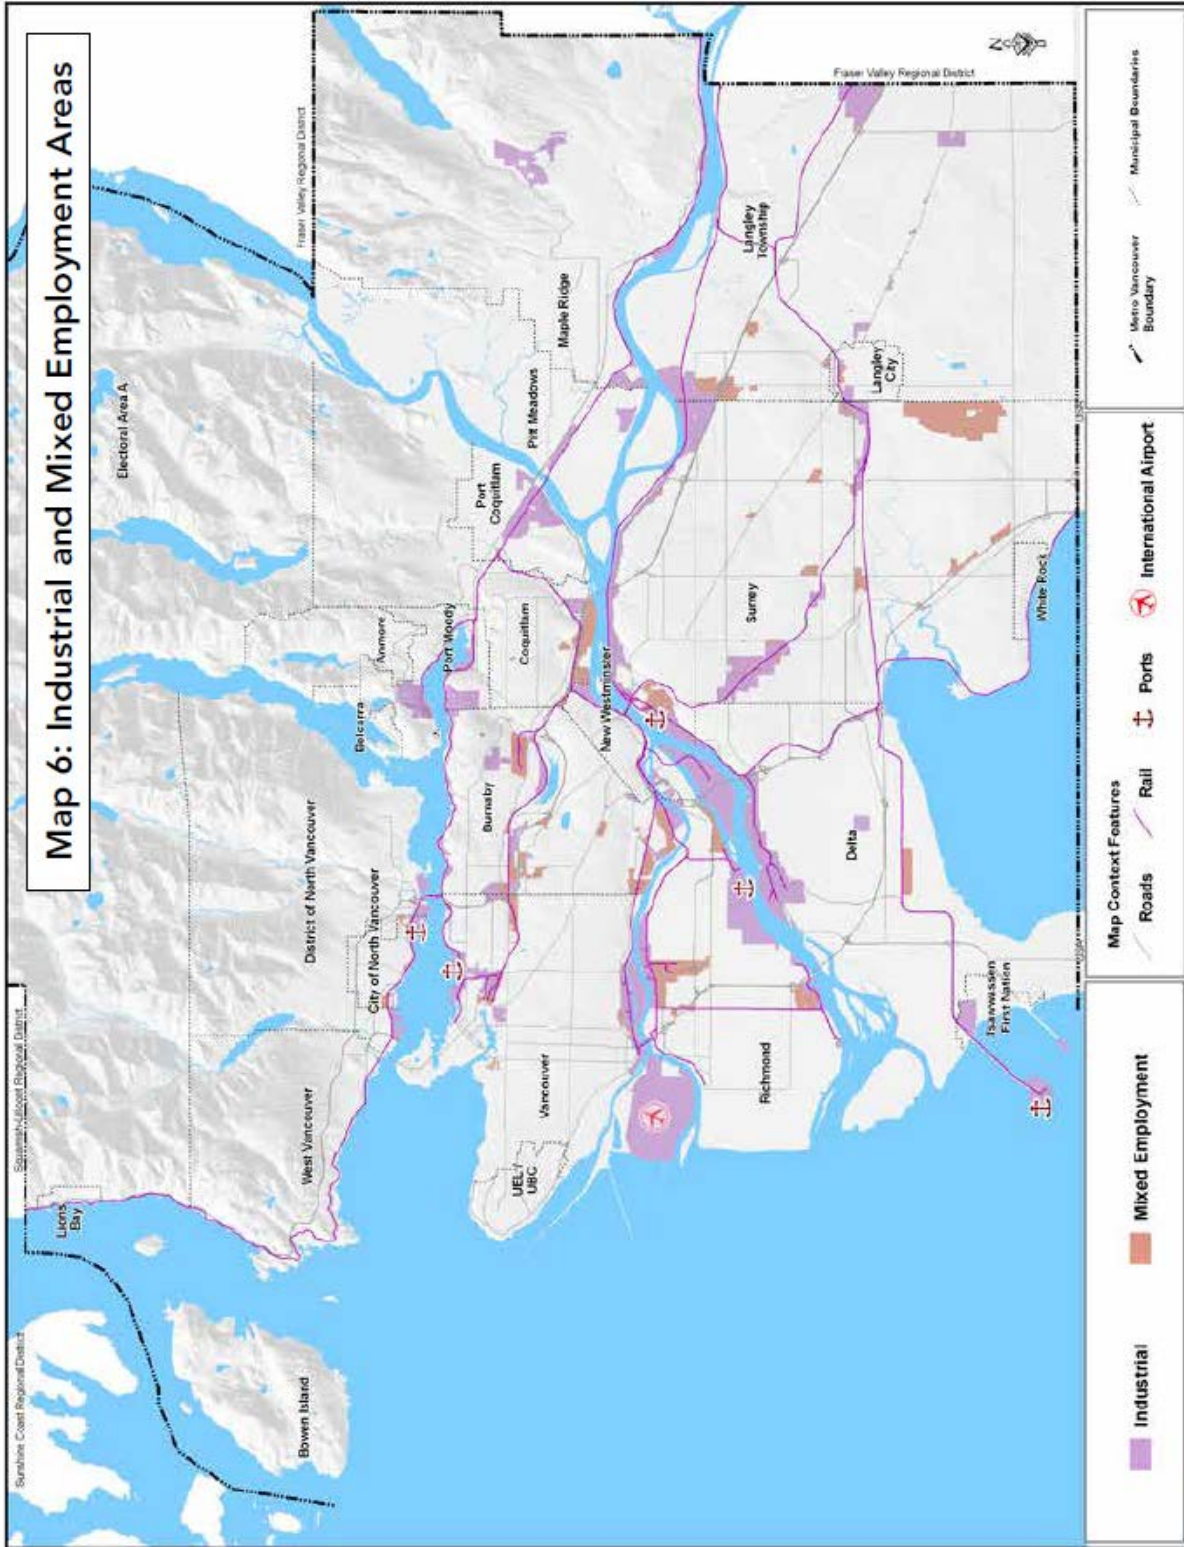 Map 6: Industrial and Mixed Employment Areas
Sunshine Coast Regional District
Squamish-Lillooet Regional District
Fraser Valley Regional District
Fraser Valley Regional District
N
Electoral Area A
Lions
Bay
Bowen Island
West Vancouver
District of North Vancouver
City of North Vancouver
Belcarra
Anmore
Port Moody
Port
Coquitlam
Pitt Meadows
Maple Ridge
Coquitlam
Burnaby
Vancouver
UEL /
UBC
New Westminster
Richmond
Surrey
Delta
Langley
Township
Langley
City
White Rock
Tsawwassen
First Nation
Industrial
Mixed Employment
Map Context Features
Roads
Rail
Ports
International Airport
Metro Vancouver
Boundary
Municipal Boundaries